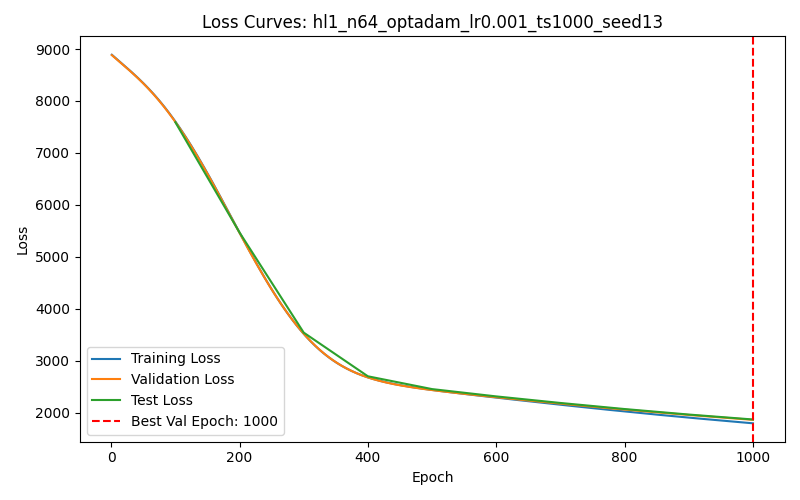 Loss Curves: hl1_n64_optadam_lr0.001_ts1000_seed13
9000
8000
7000
6000
5000
4000
3000
2000
Loss
Training Loss
Validation Loss
Test Loss
Best Val Epoch: 1000
0
200
400
600
800
1000
Epoch